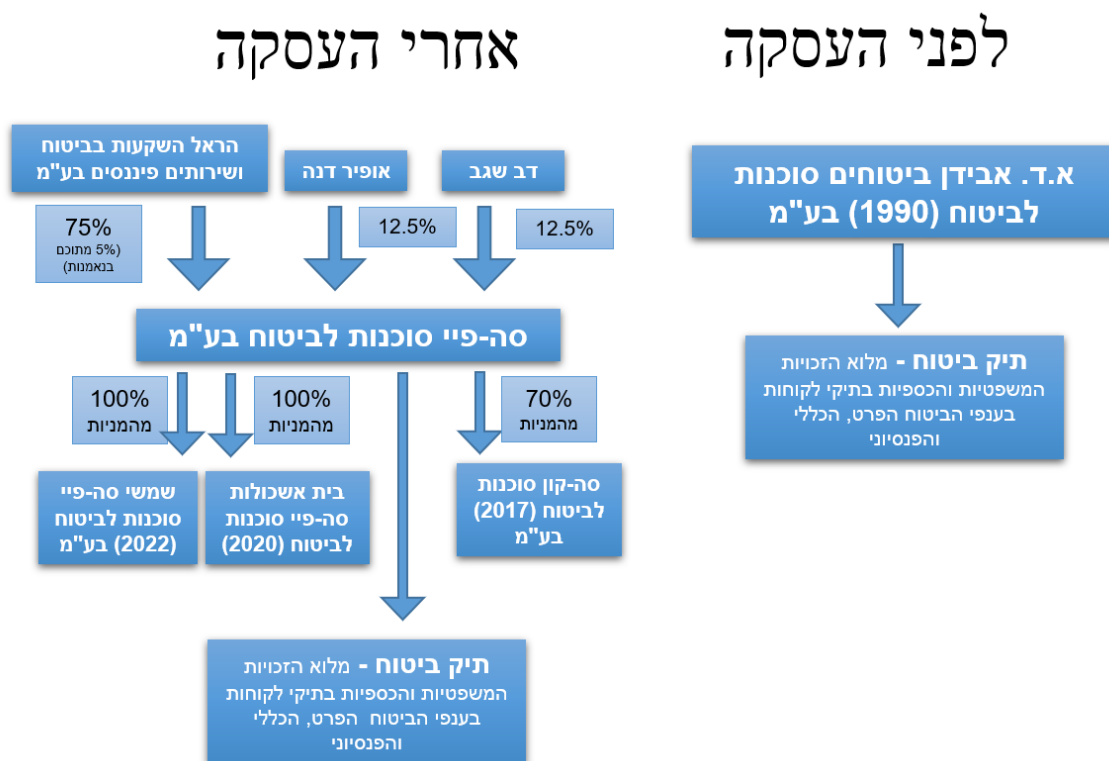 לפני העסקה
א.ד. אבידן ביטוחים סוכנות
לביטוח (1990) בע"מ
תיק ביטוח - מלוא הזכויות
המשפטיות והכספיות בתיקי לקוחות
בענפי הביטוח הפרט, הכללי
והפנסיוני
אחרי העסקה
דב שגב
אופיר דנה
הראל השקעות בביטוח
ושירותים פיננסים בע"מ
12.5%
12.5%
75%
(5% מתוכם
בנאמנות)
סה-פיי סוכנות לביטוח בע"מ
70%
מהמניות
100%
מהמניות
100%
מהמניות
סה-קון סוכנות
לביטוח (2017)
בע"מ
בית אשכולות
סה-פיי סוכנות
לביטוח (2020)
שמשי סה-פיי
סוכנות לביטוח
(2022) בע"מ
תיק ביטוח - מלוא הזכויות
המשפטיות והכספיות בתיקי לקוחות
בענפי הביטוח הפרט, הכללי
והפנסיוני